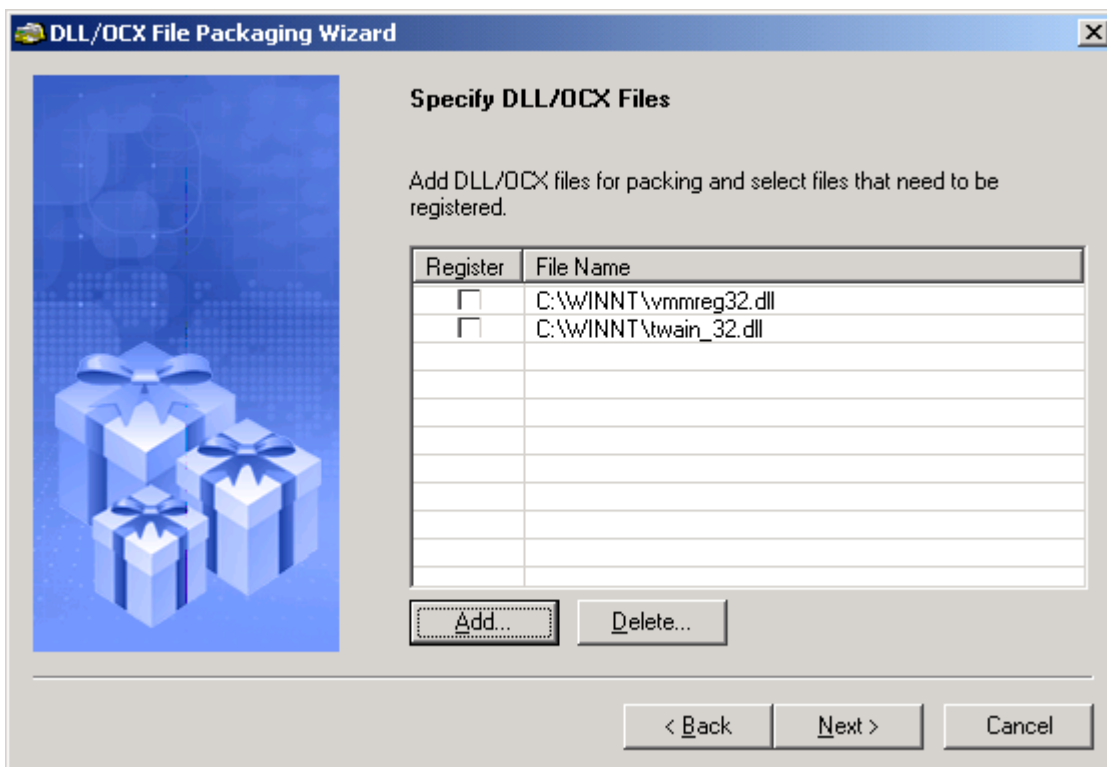 DLL/OCX File Packaging Wizard
Specify DLL/OCX Files
Add DLL/OCX files for packing and select files that need to be
registered.
Register File Name
C:\WINNT\vmmreg32.dll
C:\WINNT\twain_32.dll
Add... Delete...
< Back Next > Cancel